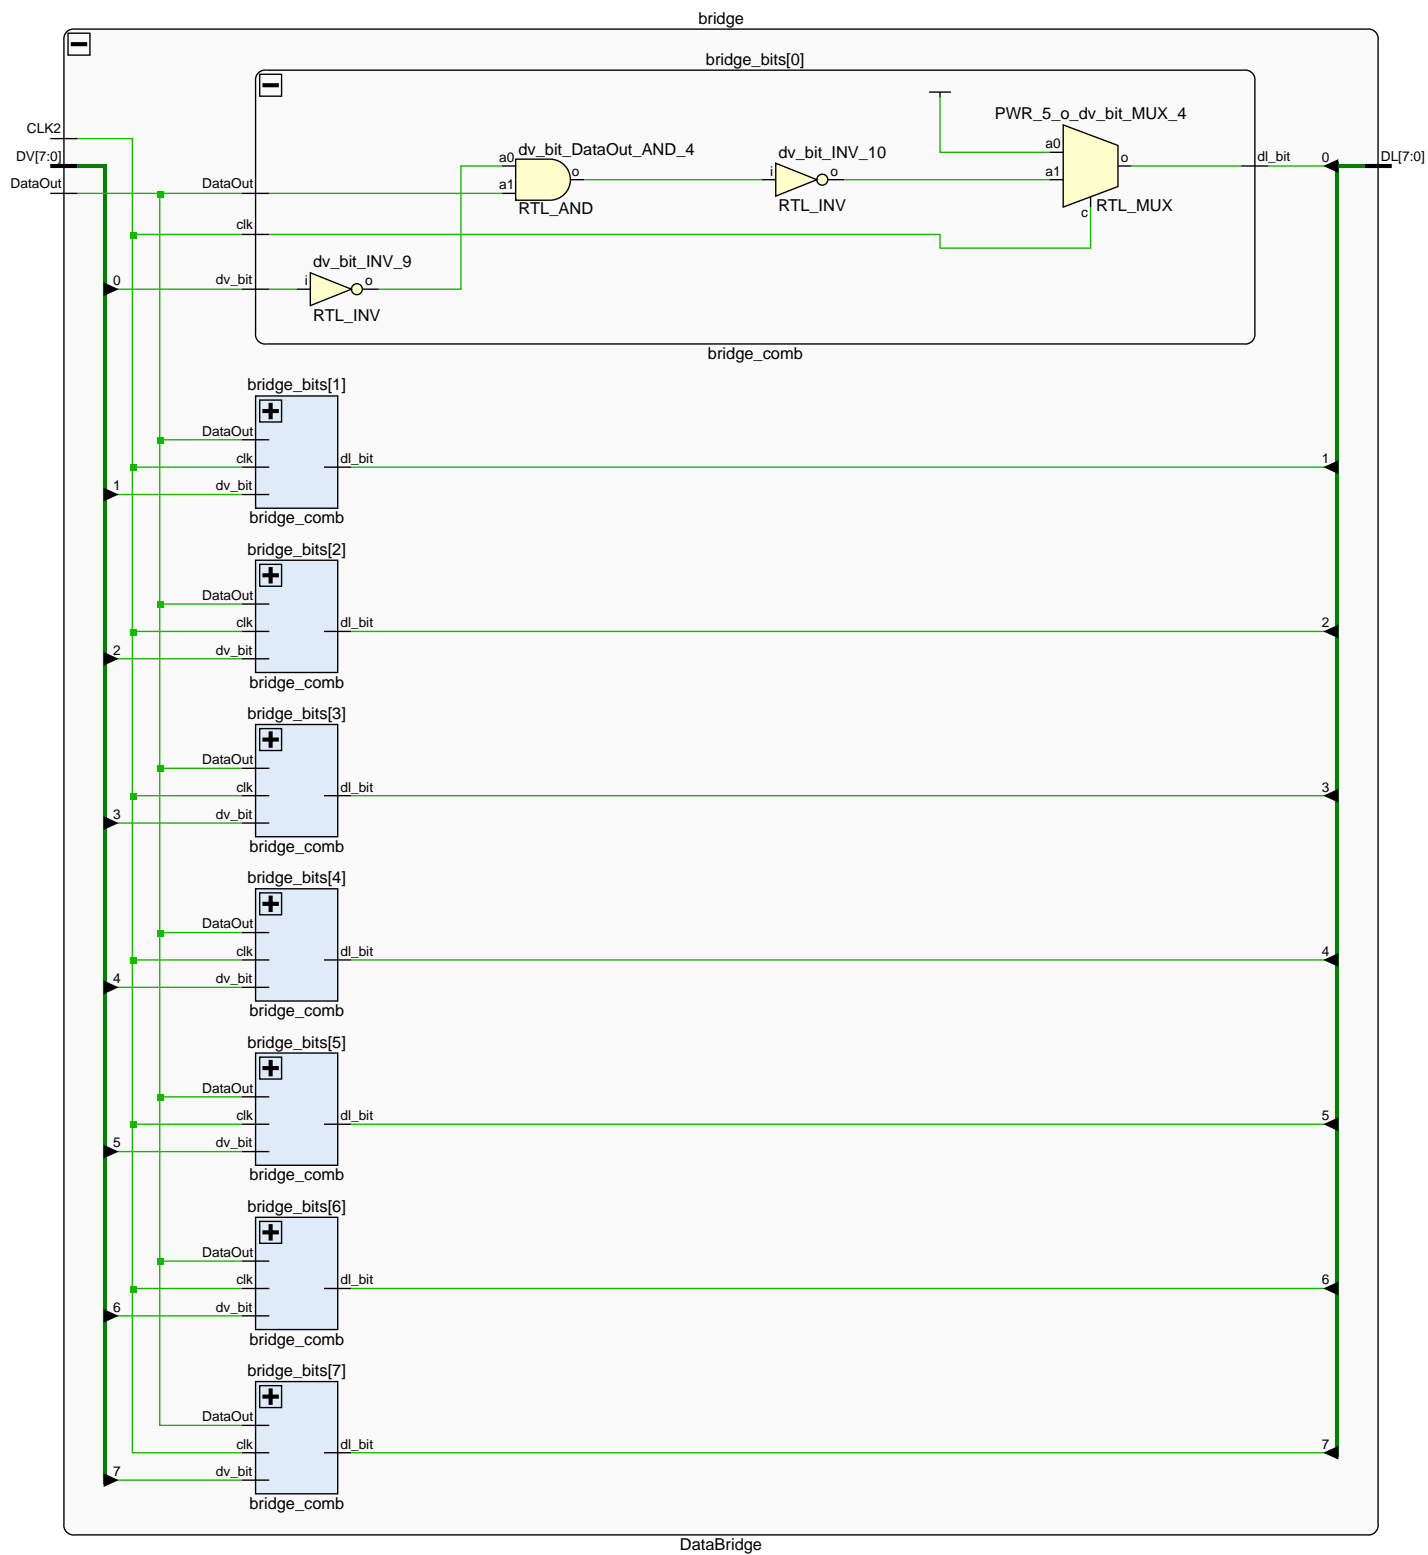 bridge
bridge_bits[0]
CLK2
DV[7:0]
DataOut
DataOut
clk
0
dv_bit
dv_bit_INV_9
i
o
RTL_INV
dv_bit_DataOut_AND_4
a0
a1
o
RTL_AND
dv_bit_INV_10
i
o
RTL_INV
PWR_5_o_dv_bit_MUX_4
a0
a1
o
c
RTL_MUX
dl_bit
0
DL[7:0]
bridge_comb
bridge_bits[1]
DataOut
clk
dl_bit
1
1
dv_bit
bridge_comb
bridge_bits[2]
DataOut
clk
dl_bit
2
2
dv_bit
bridge_comb
bridge_bits[3]
DataOut
clk
dl_bit
3
3
dv_bit
bridge_comb
bridge_bits[4]
DataOut
clk
dl_bit
4
4
dv_bit
bridge_comb
bridge_bits[5]
DataOut
clk
dl_bit
5
5
dv_bit
bridge_comb
bridge_bits[6]
DataOut
clk
dl_bit
6
6
dv_bit
bridge_comb
bridge_bits[7]
DataOut
clk
dl_bit
7
7
dv_bit
bridge_comb
DataBridge